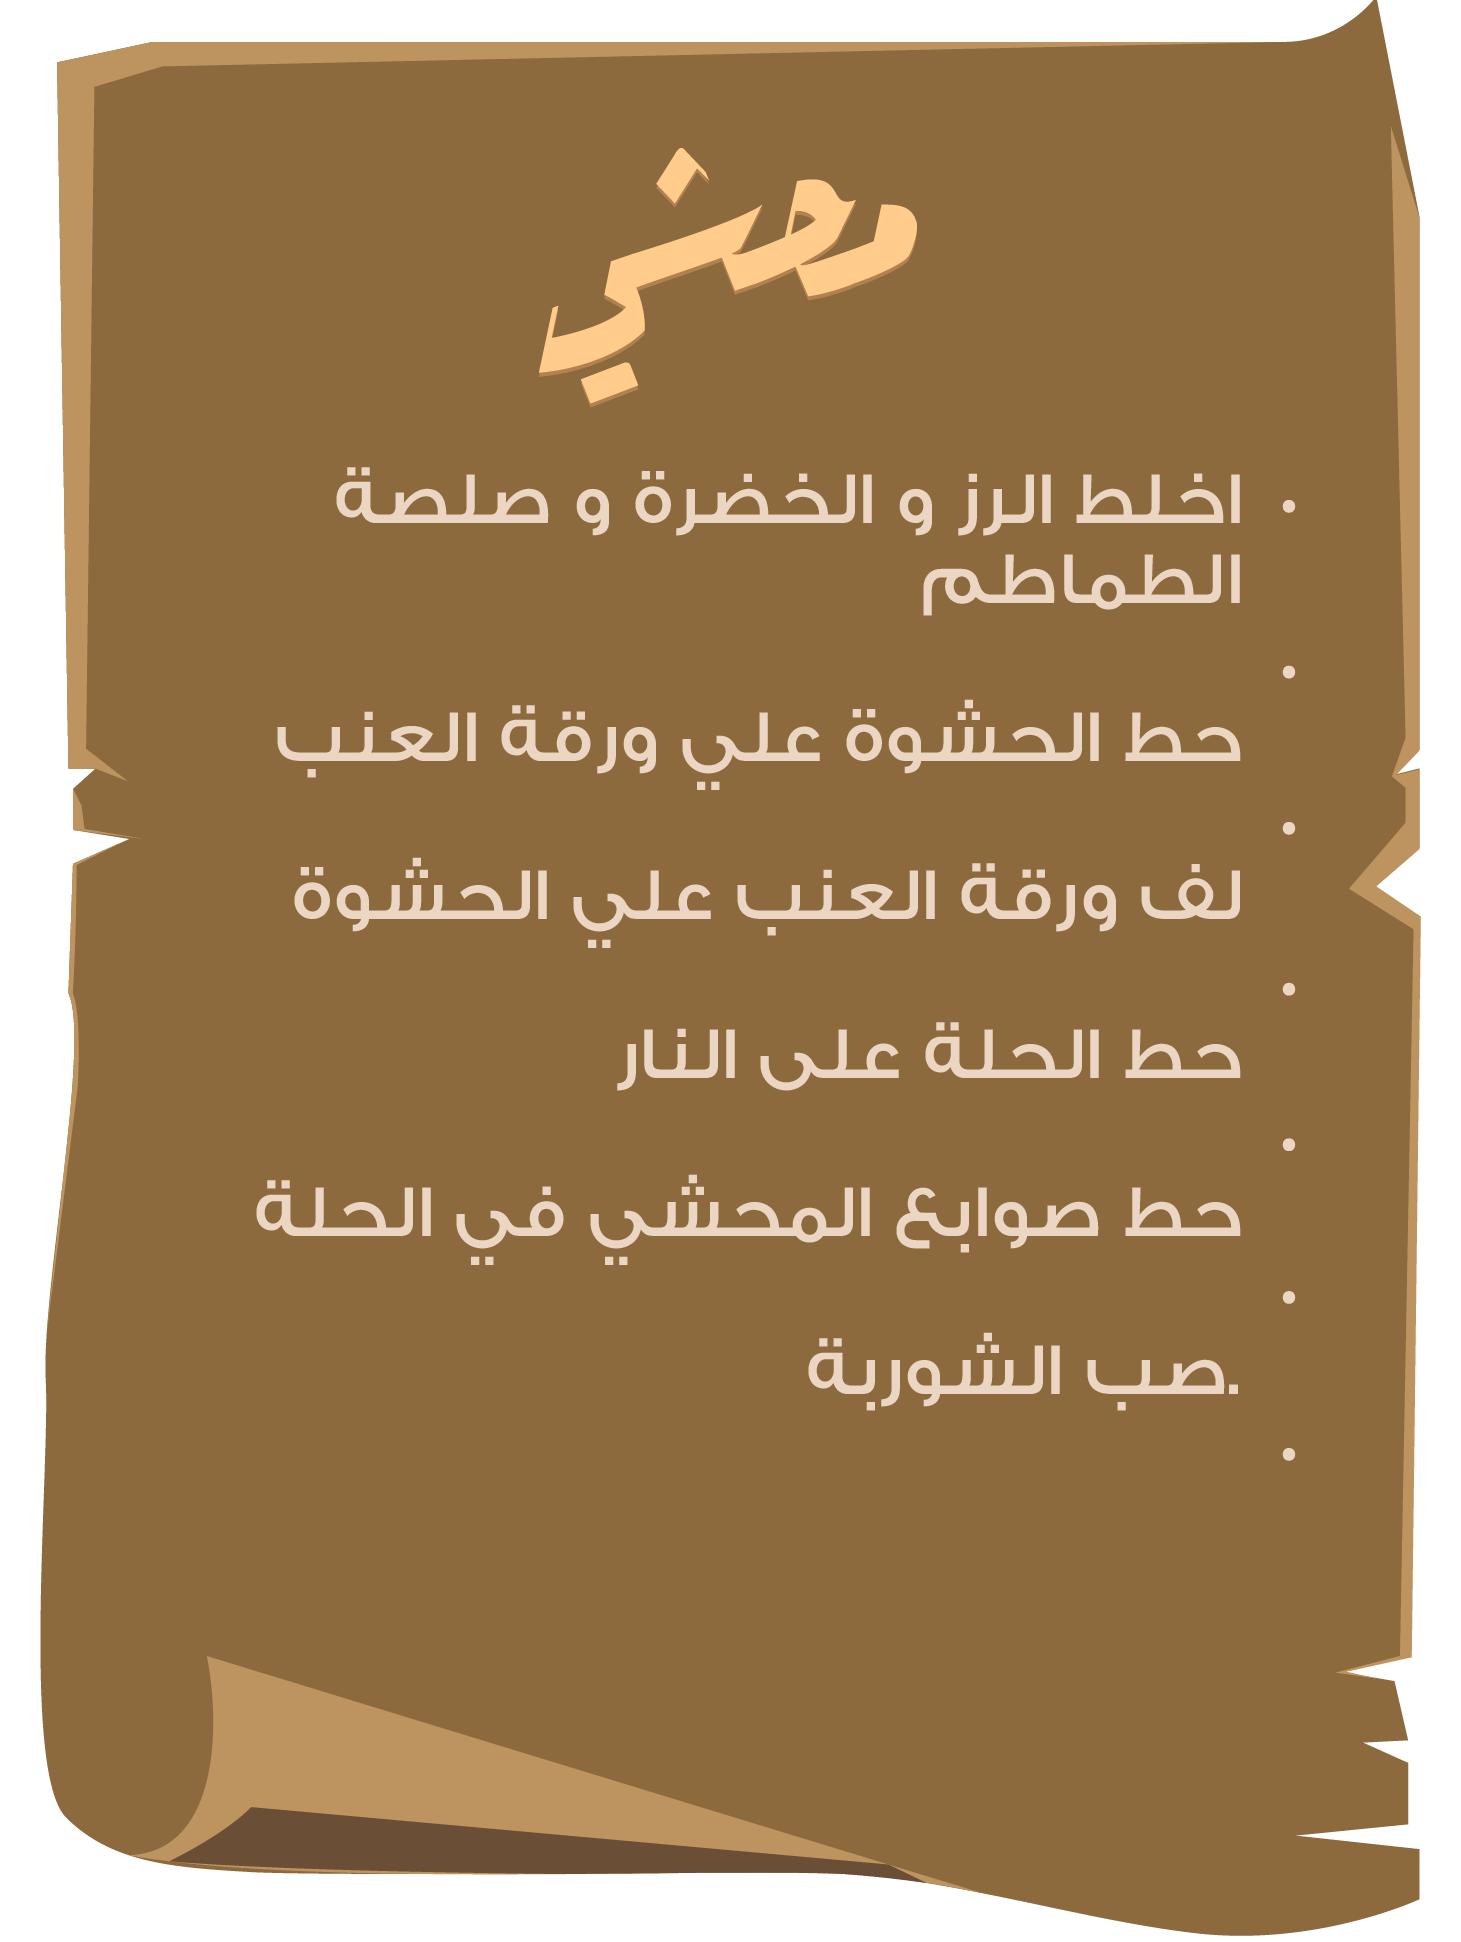 محشي
• اخلط الرز و الخضرة و صلصة
الطماطم
•
حط الحشوة علي ورقة العنب
•
لف ورقة العنب علي الحشوة
•
حط الحلة على النار
•
حط صوابع المحشي في الحلة
•
.صب الشوربة
•